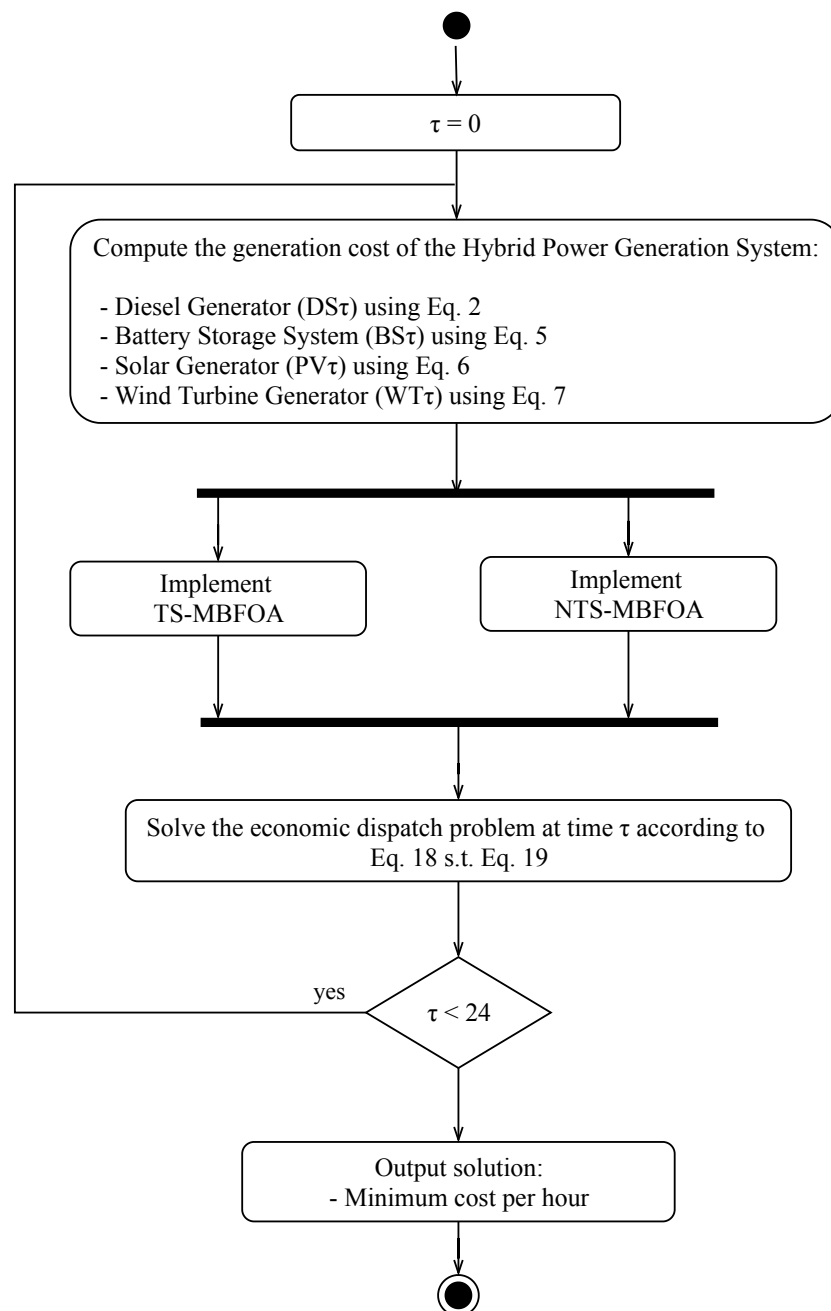 τ = 0
Compute the generation cost of the Hybrid Power Generation System:
- Diesel Generator (DSτ) using Eq. 2
- Battery Storage System (BSτ) using Eq. 5
- Solar Generator (PVτ) using Eq. 6
- Wind Turbine Generator (WTτ) using Eq. 7
Implement
TS-MBFOA
Implement
NTS-MBFOA
Solve the economic dispatch problem at time τ according to
Eq. 18 s.t. Eq. 19
yes
τ < 24
Output solution:
- Minimum cost per hour